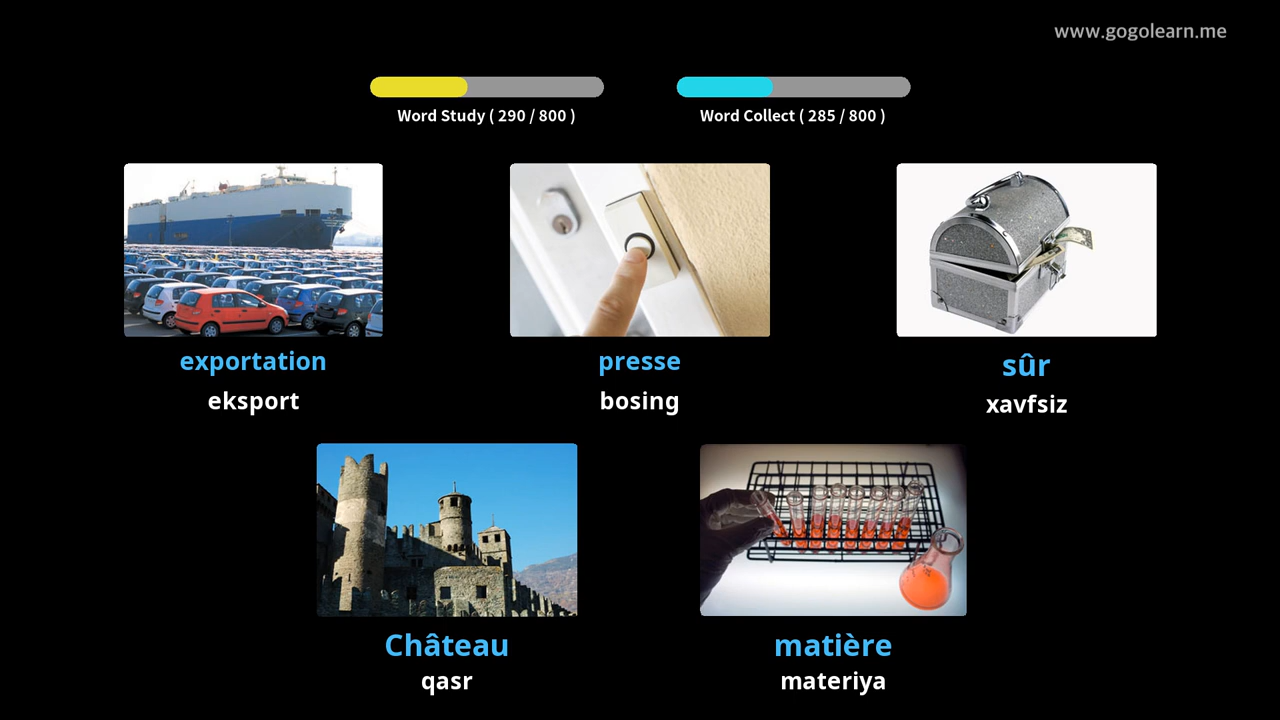 www.gogolearn.me
Word Study ( 290 / 800 )
Word Collect ( 285 / 800 )
exportation
eksport
presse
bosing
sûr
xavfsiz
Château
qasr
matière
materiya